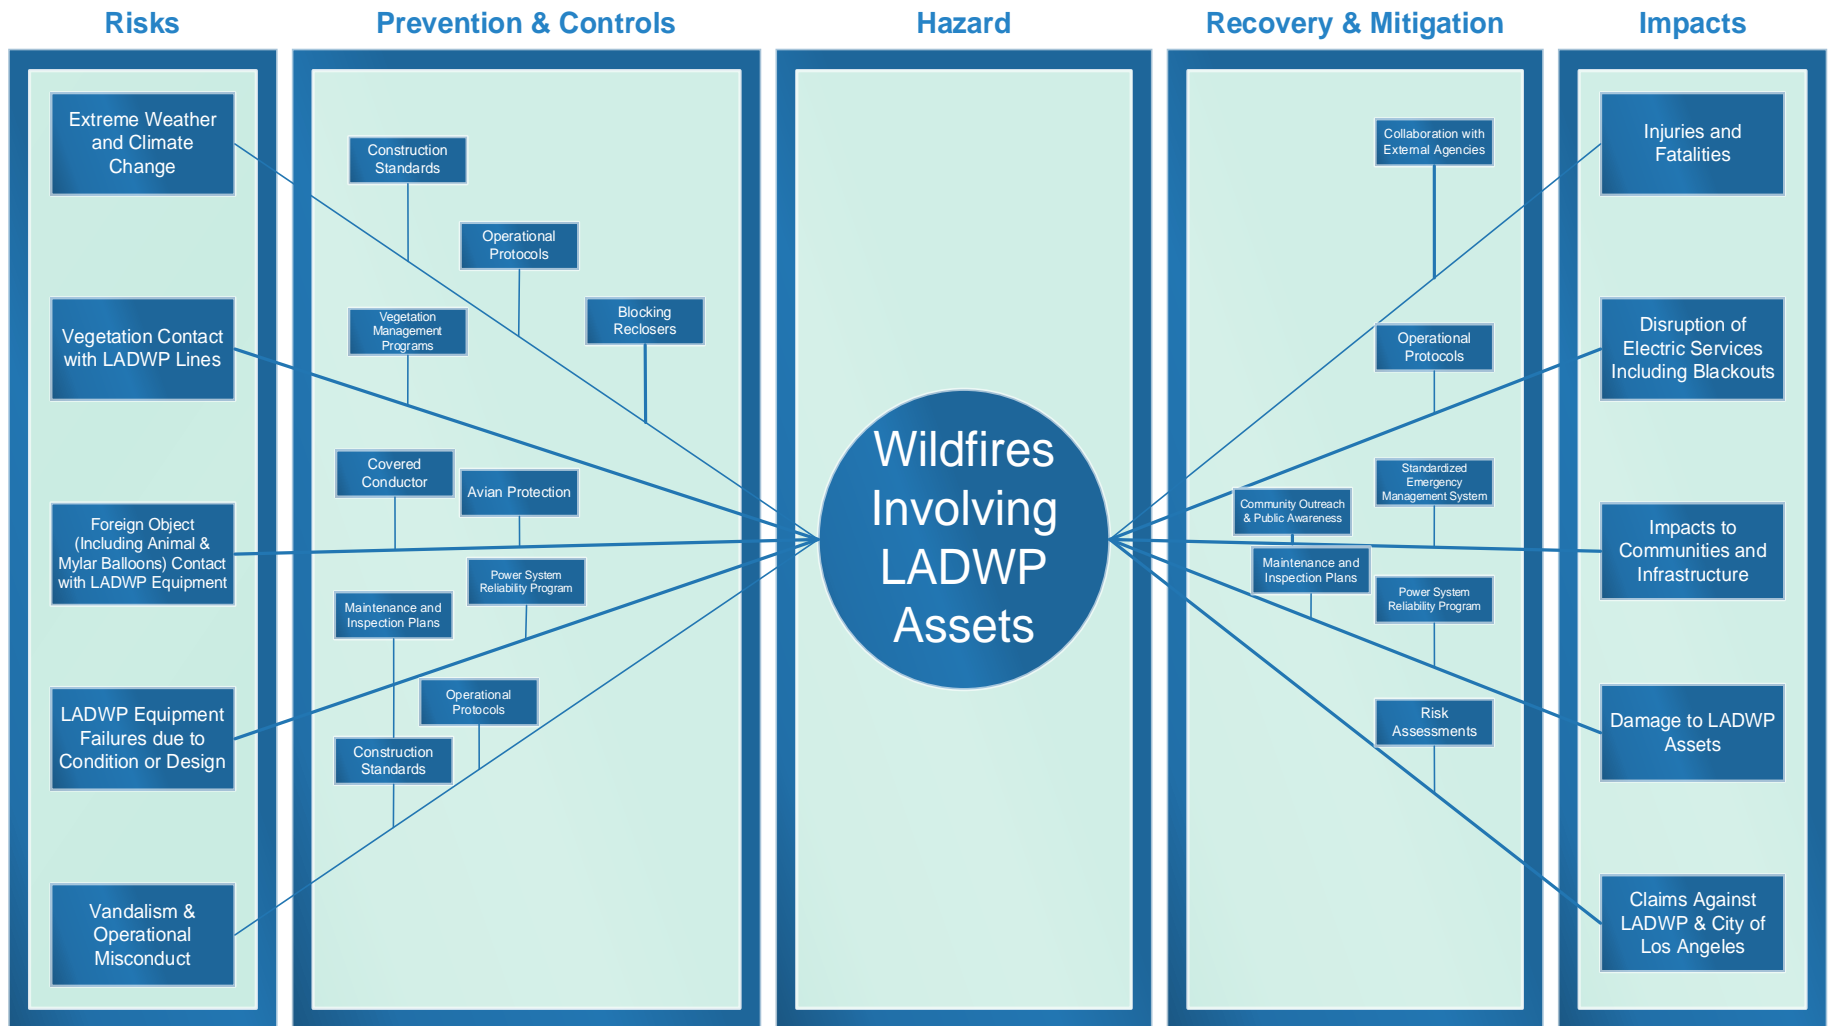 Risks
Prevention & Controls
Hazard
Recovery & Mitigation
Impacts
Extreme Weather
and Climate
Change
Vegetation Contact
with LADWP Lines
Foreign Object
(Including Animal &
Mylar Balloons) Contact
with LADWP Equipment
LADWP Equipment
Failures due to
Condition or Design
Vandalism &
Operational
Misconduct
Construction
Standards
Operational
Protocols
Blocking
Reclosers
Vegetation
Management
Programs
Covered
Conductor
Avian Protection
Power System
Reliability Program
Maintenance and
Inspection Plans
Operational
Protocols
Construction
Standards
Wildfires
Involving
LADWP
Assets
Collaboration with
External Agencies
Operational
Protocols
Standardized
Emergency
Management System
Community Outreach
& Public Awareness
Maintenance and
Inspection Plans
Power System
Reliability Program
Risk
Assessments
Injuries and
Fatalities
Disruption of
Electric Services
Including Blackouts
Impacts to
Communities and
Infrastructure
Damage to LADWP
Assets
Claims Against
LADWP & City of
Los Angeles